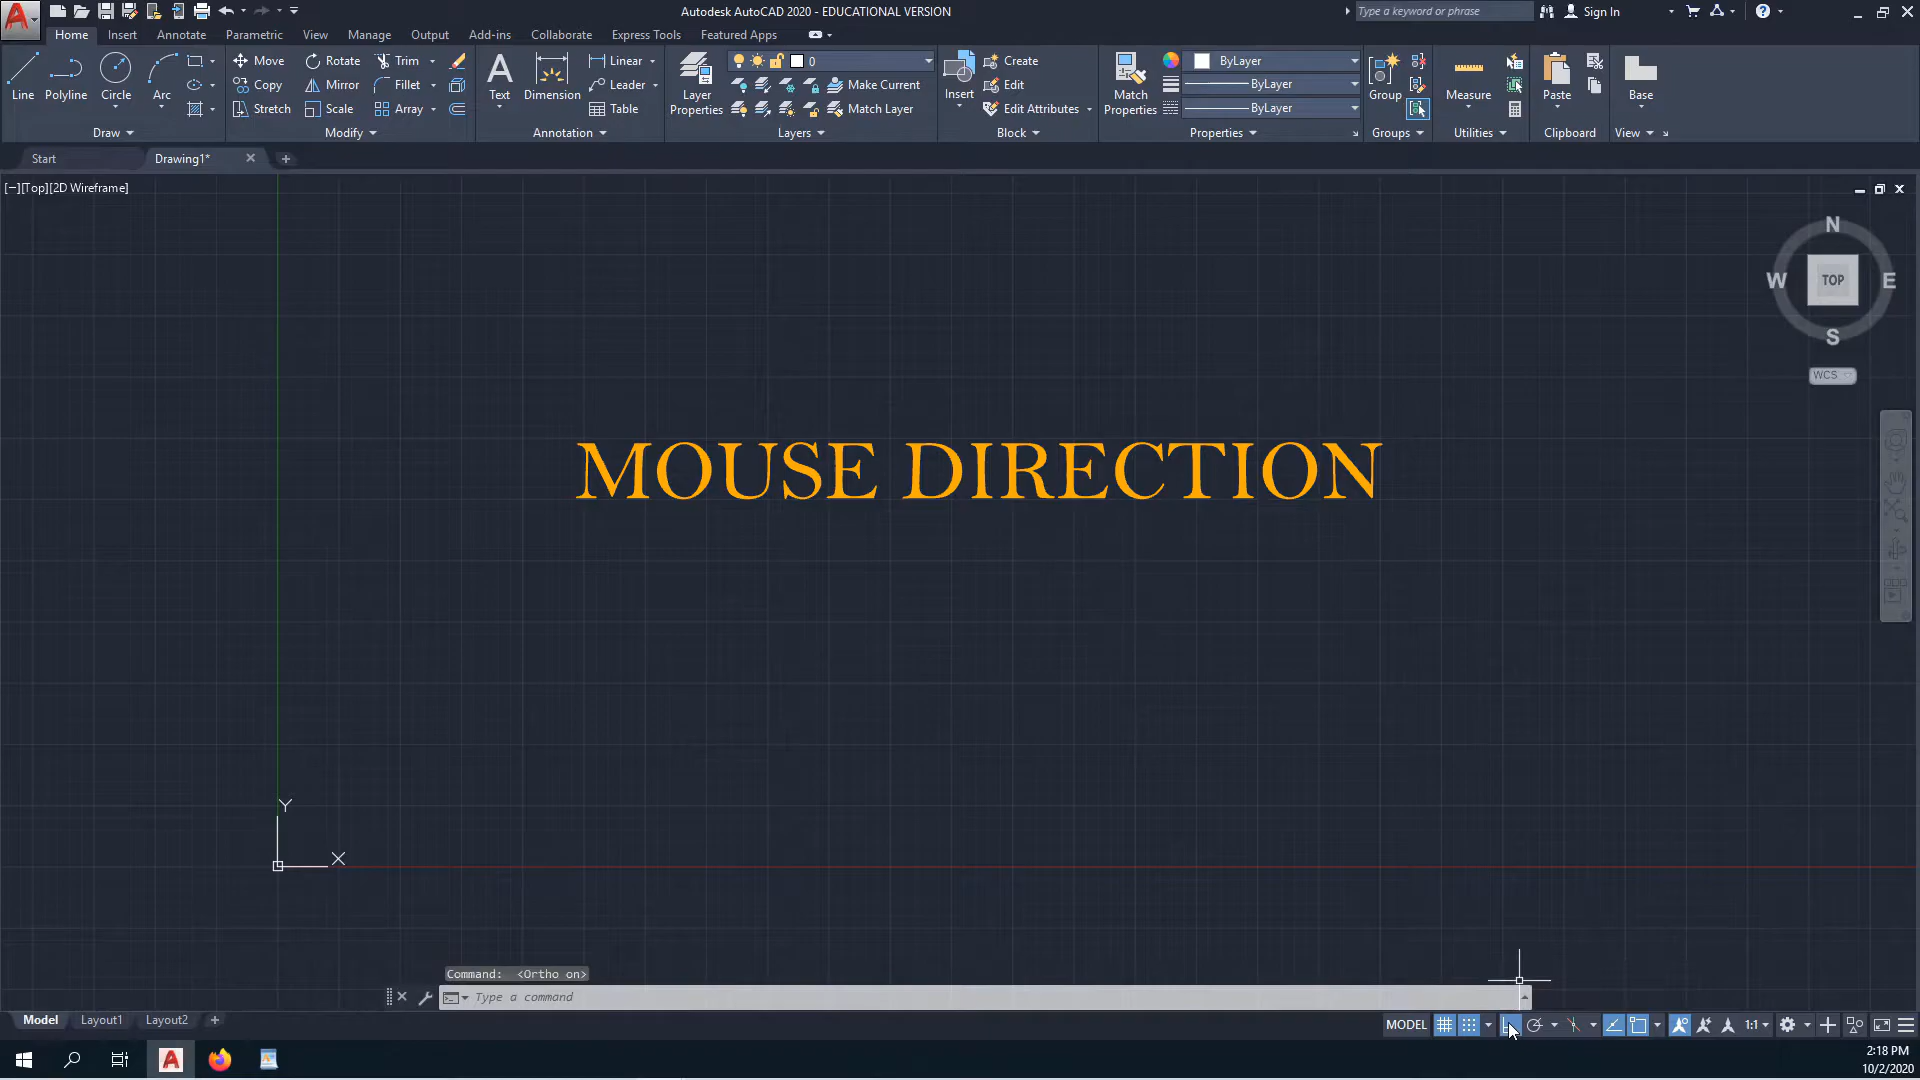 Autodesk AutoCAD 2020 - EDUCATIONAL VERSION
Type a keyword or phrase
Sign In
Home Insert Annotate Parametric View Manage Output Add-ins Collaborate Express Tools Featured Apps
Line Polyline Circle Arc
Move Rotate Trim
Copy Mirror Fillet
Stretch Scale Array
Text Dimension
Linear
Leader
Table
Layer Properties
0
Make Current
Match Layer
Insert
Create
Edit
Edit Attributes
Match Properties
ByLayer
ByLayer
ByLayer
Group
Measure
Paste
Base
Draw Modify Annotation Layers Block Properties Groups Utilities Clipboard View
Start Drawing1*
[−][Top][2D Wireframe]
N
W TOP E
S
WCS
MOUSE DIRECTION
Y
X
Command: <Ortho on>
Type a command
Model Layout1 Layout2
MODEL 1:1
2:18 PM
10/2/2020